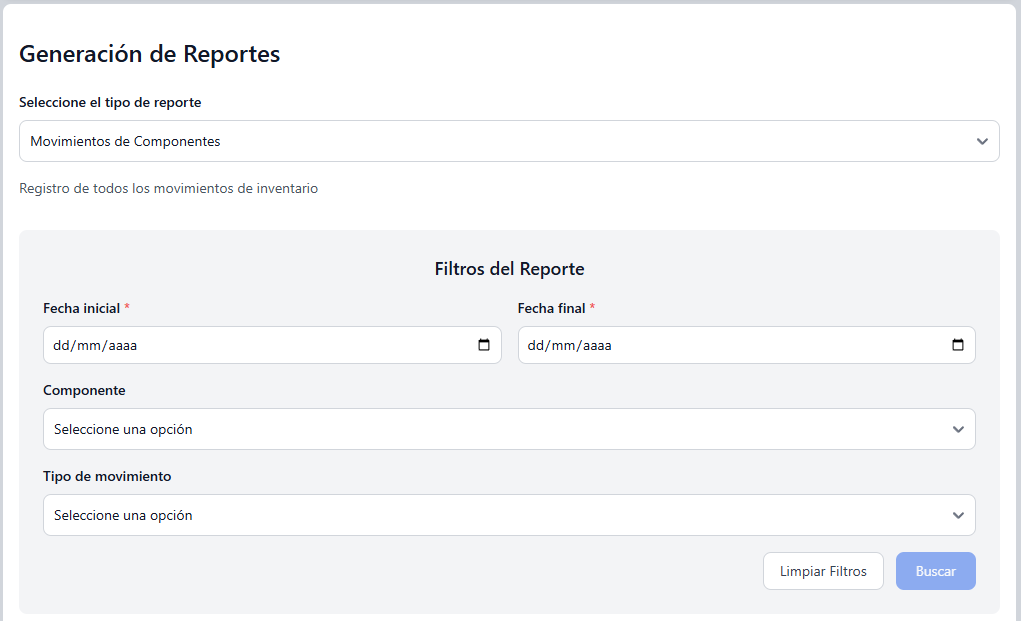 Generación de Reportes
Seleccione el tipo de reporte
Movimientos de Componentes
Registro de todos los movimientos de inventario
Filtros del Reporte
Fecha inicial *
Fecha final *
dd/mm/aaaa
dd/mm/aaaa
Componente
Seleccione una opción
Tipo de movimiento
Seleccione una opción
Limpiar Filtros
Buscar